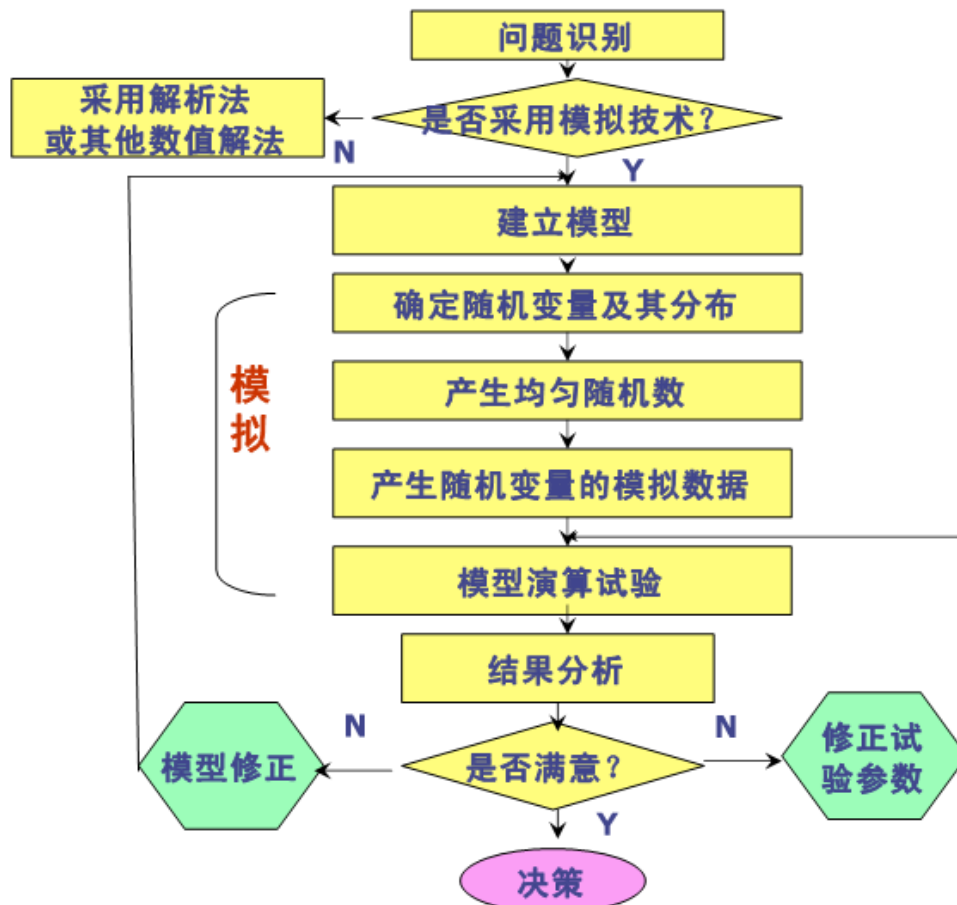 问题识别
采用解析法
或其他数值解法
是否采用模拟技术？
N
Y
建立模型
确定随机变量及其分布
模
拟
产生均匀随机数
产生随机变量的模拟数据
模型演算试验
结果分析
N
N
模型修正
是否满意？
修正试
验参数
Y
决策